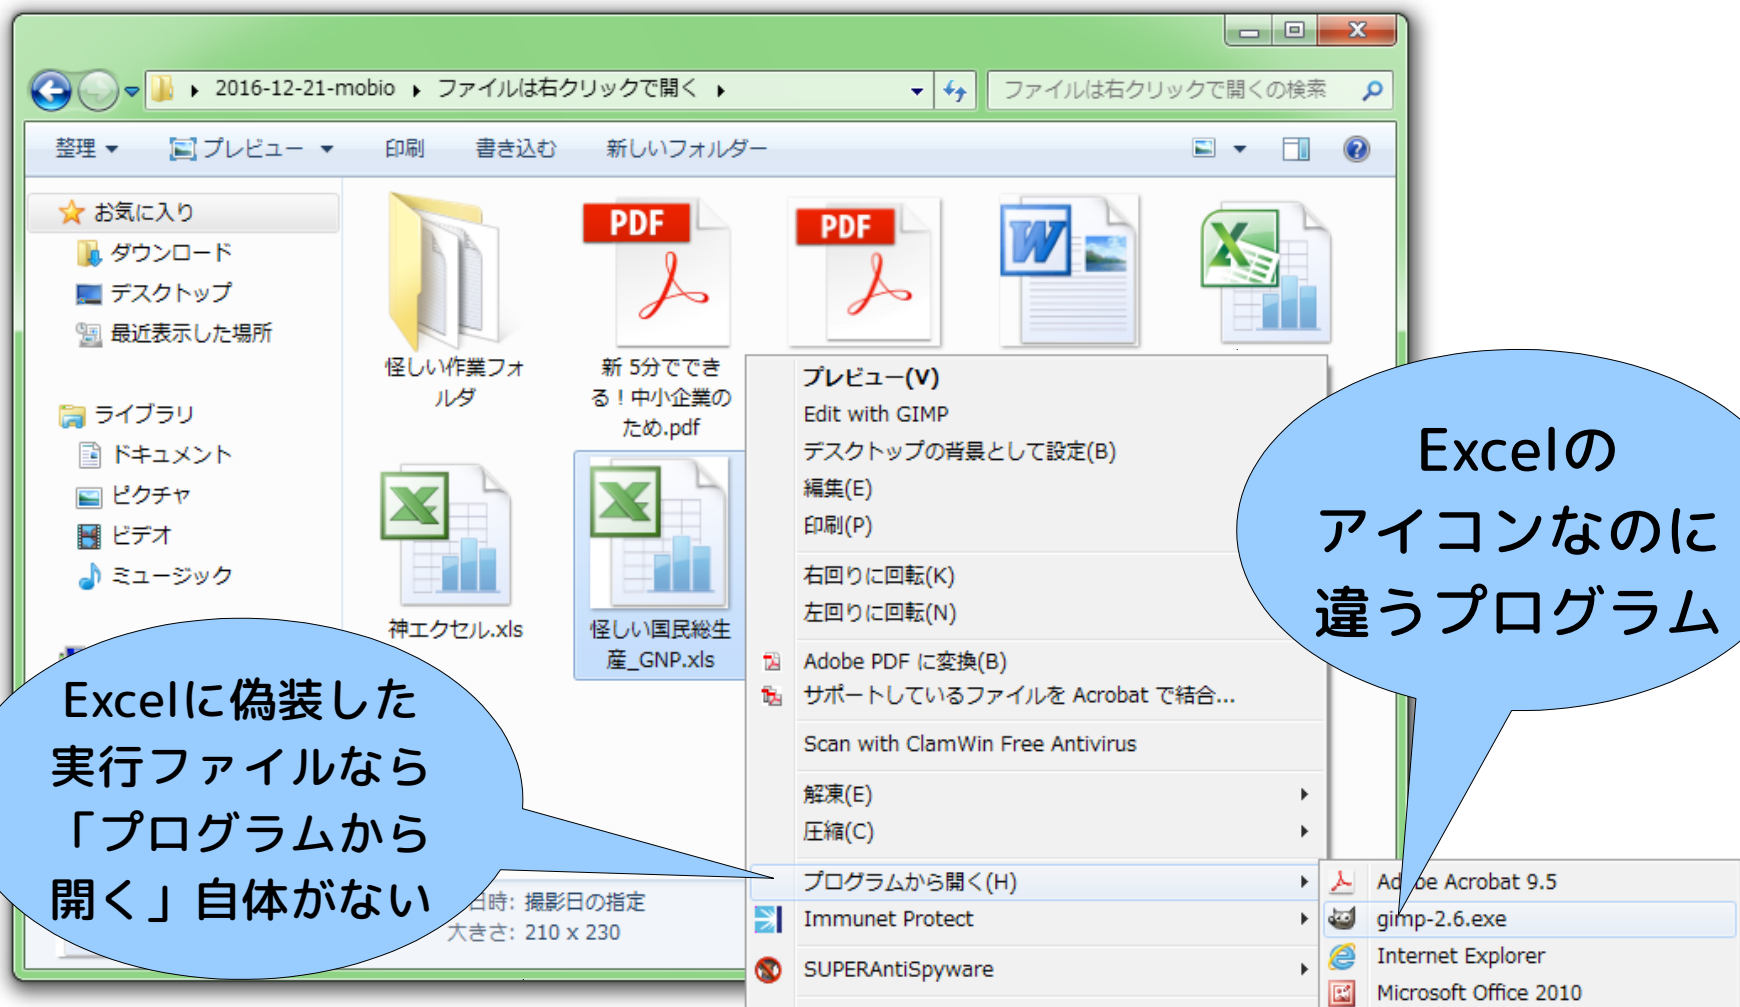 2016-12-21-mobio
ファイルは右クリックで開く
ファイルは右クリックで開くの検索
整理
プレビュー
印刷
書き込む
新しいフォルダー
お気に入り
ダウンロード
デスクトップ
最近表示した場所
ライブラリ
ドキュメント
ピクチャ
ビデオ
ミュージック
PDF
PDF
怪しい作業フォ
ルダ
新 5分ででき
る！中小企業の
ため.pdf
神エクセル.xls
怪しい国民総生
産_GNP.xls
プレビュー(V)
Edit with GIMP
デスクトップの背景として設定(B)
編集(E)
印刷(P)
右回りに回転(K)
左回りに回転(N)
Adobe PDF に変換(B)
サポートしているファイルを Acrobat で結合...
Scan with ClamWin Free Antivirus
解凍(E)
圧縮(C)
プログラムから開く(H)
Immunet Protect
SUPERAntiSpyware
Adobe Acrobat 9.5
gimp-2.6.exe
Internet Explorer
Microsoft Office 2010
Excelの
アイコンなのに
違うプログラム
Excelに偽装した
実行ファイルなら
「プログラムから
開く」自体がない
日時: 撮影日の指定
大きさ: 210 x 230